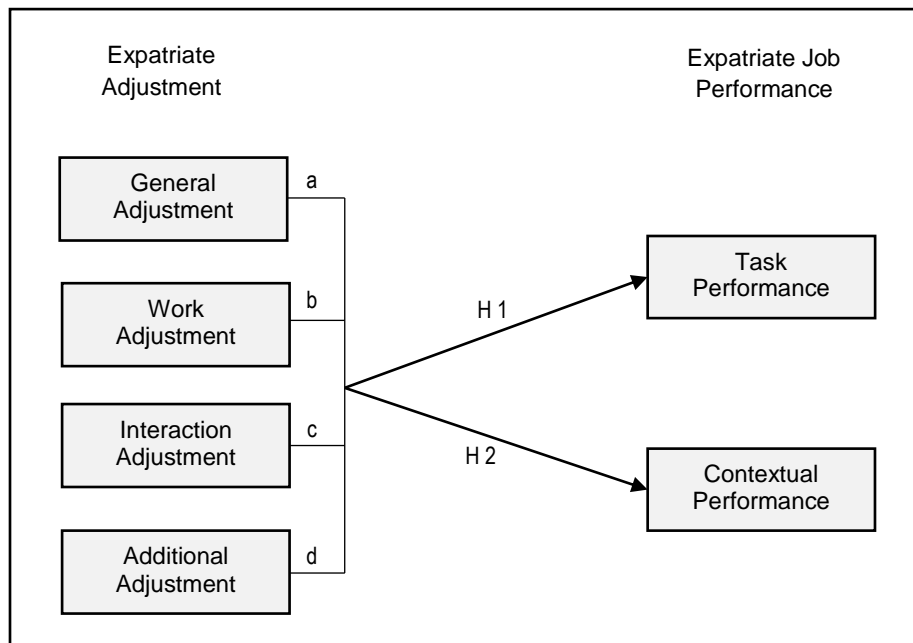 Expatriate
Adjustment
Expatriate Job
Performance
General
Adjustment
a
Work
Adjustment
b
Interaction
Adjustment
c
Additional
Adjustment
d
H 1
H 2
Task
Performance
Contextual
Performance